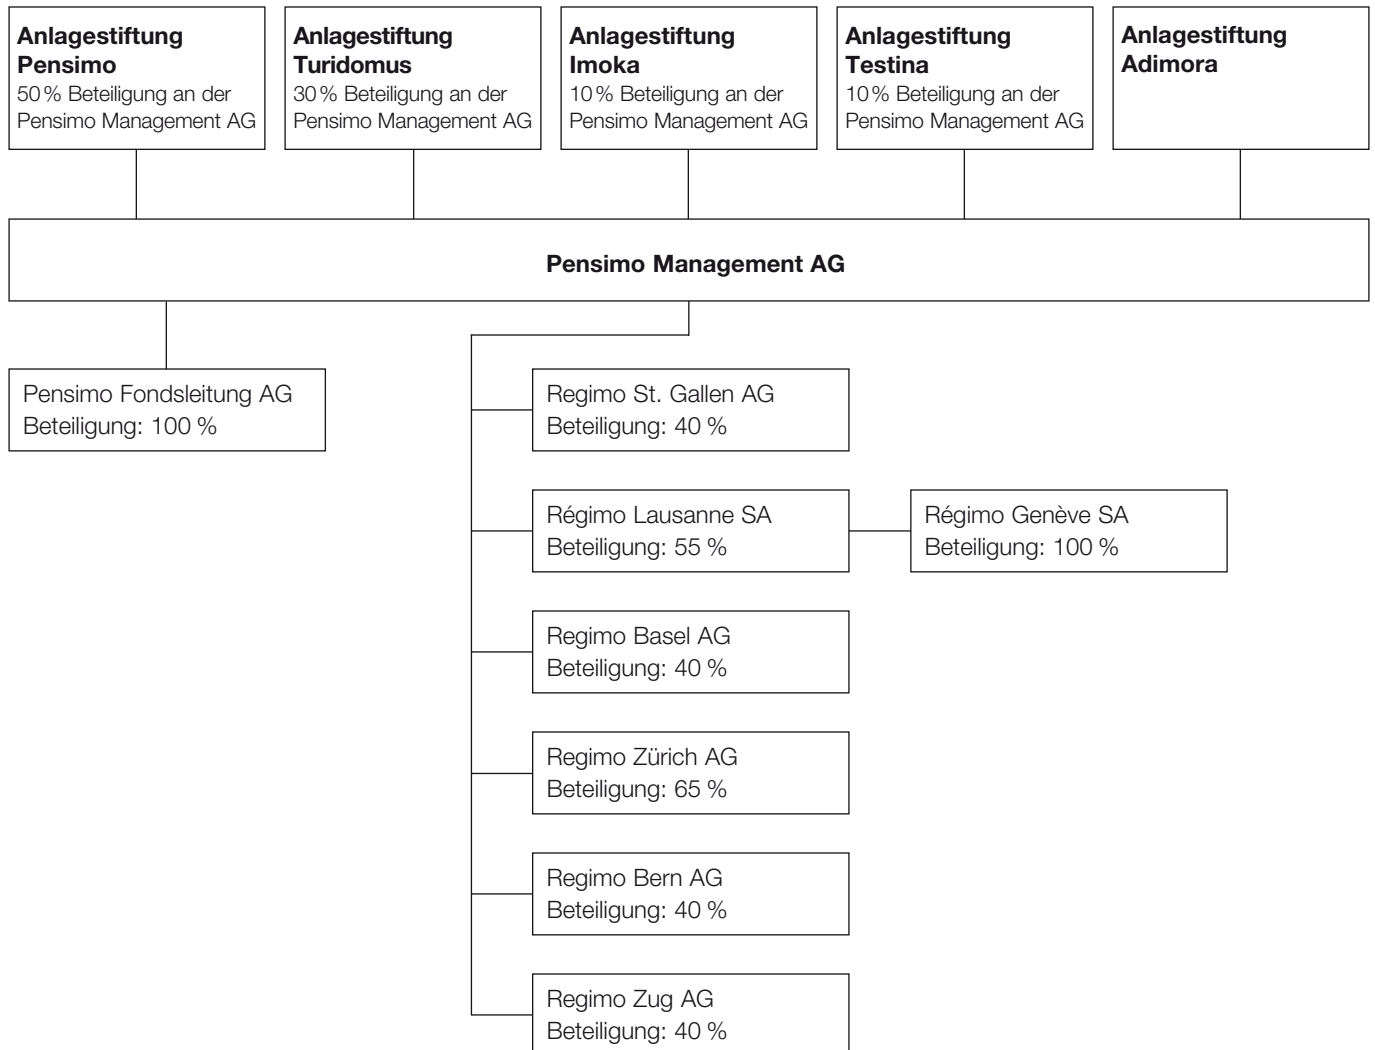 Anlagestiftung
Pensimo
50 % Beteiligung an der
Pensimo Management AG
Anlagestiftung
Turidomus
30 % Beteiligung an der
Pensimo Management AG
Anlagestiftung
Imoka
10 % Beteiligung an der
Pensimo Management AG
Anlagestiftung
Testina
10 % Beteiligung an der
Pensimo Management AG
Anlagestiftung
Adimora
Pensimo Management AG
Pensimo Fondsleitung AG
Beteiligung: 100 %
Regimo St. Gallen AG
Beteiligung: 40 %
Régimo Lausanne SA
Beteiligung: 55 %
Régimo Genève SA
Beteiligung: 100 %
Regimo Basel AG
Beteiligung: 40 %
Regimo Zürich AG
Beteiligung: 65 %
Regimo Bern AG
Beteiligung: 40 %
Regimo Zug AG
Beteiligung: 40 %